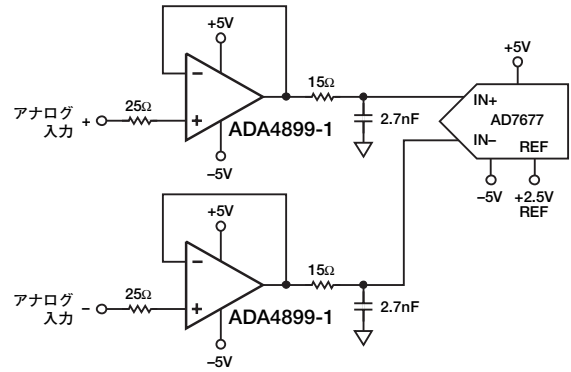 +5V
−
+
25Ω
アナログ
入力
+
ADA4899-1
−5V
15Ω
2.7nF
+5V
IN+
AD7677
IN−
REF
−5V
+2.5V
REF
+5V
−
+
25Ω
アナログ
入力
−
ADA4899-1
−5V
15Ω
2.7nF